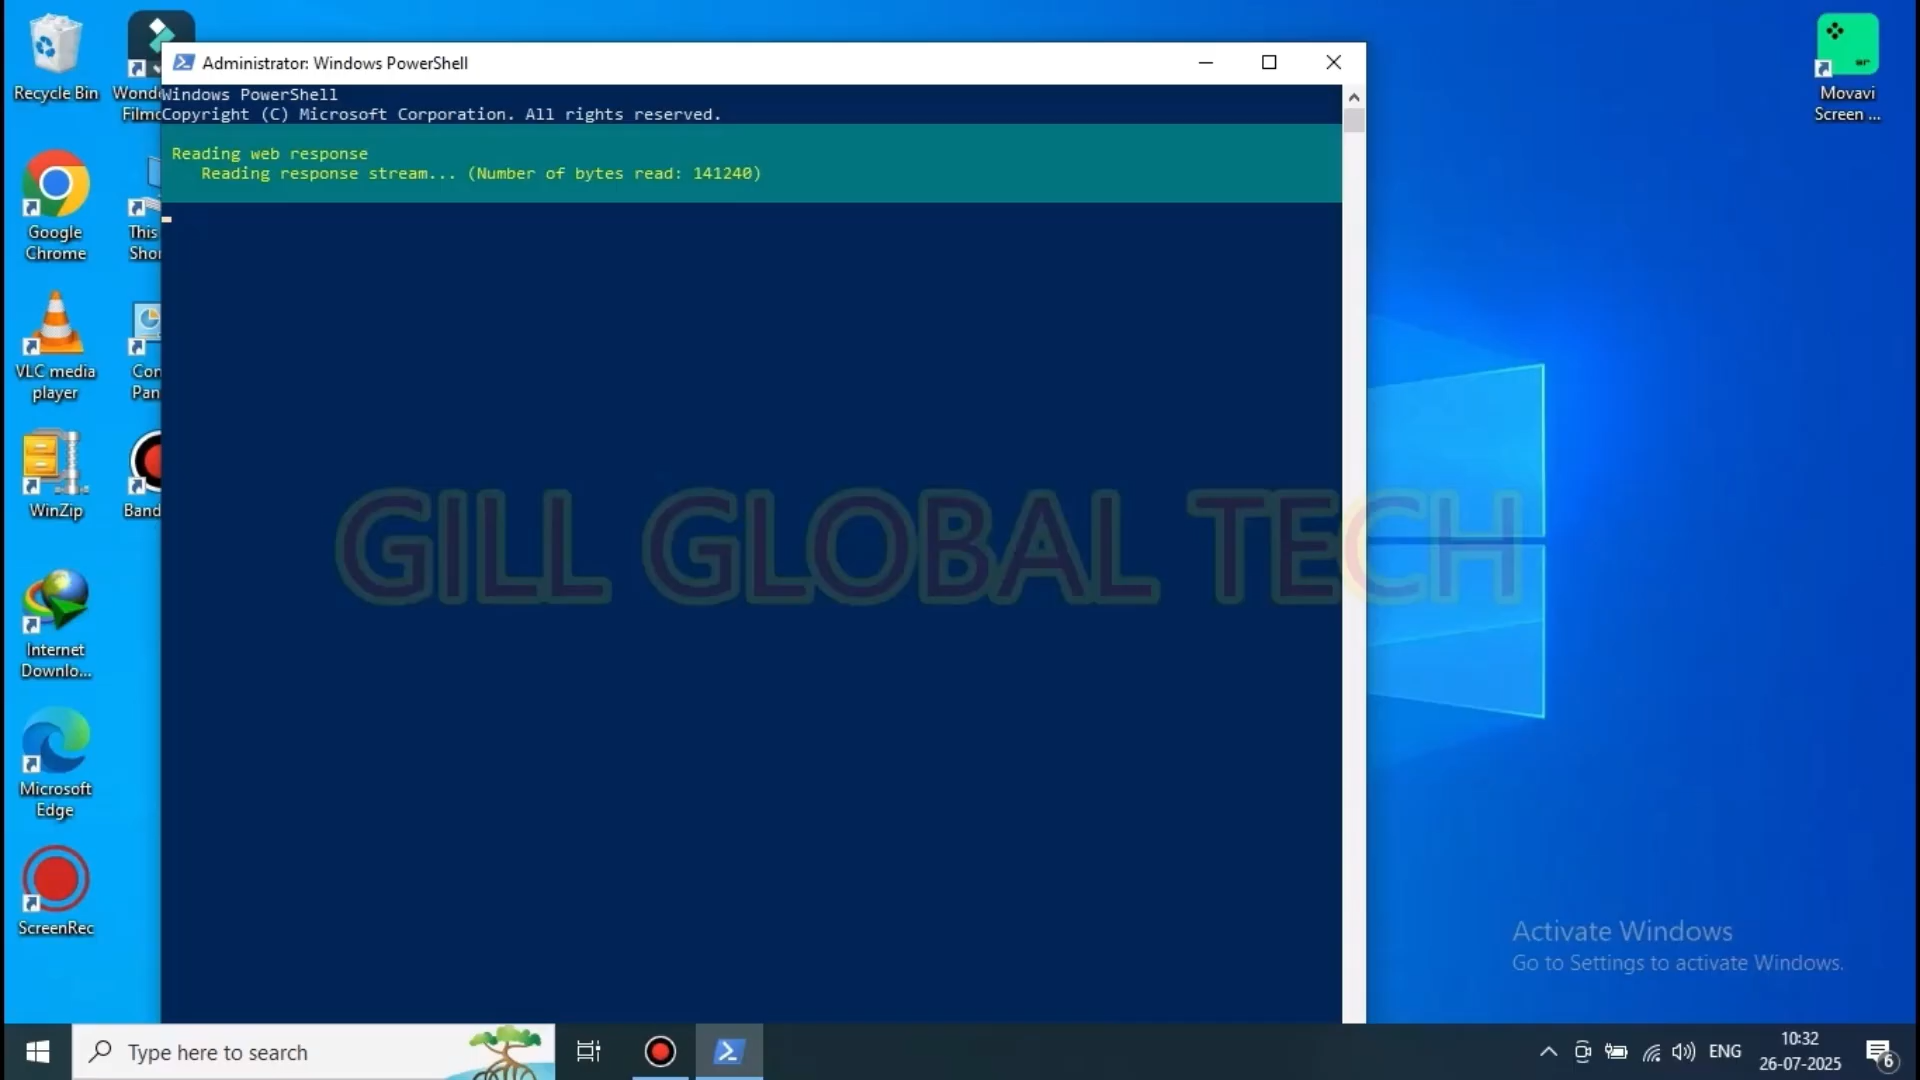 Administrator: Windows PowerShell
Windows PowerShell
Copyright (C) Microsoft Corporation. All rights reserved.
Reading web response
Reading response stream... (Number of bytes read: 141240)
GILL GLOBAL TECH
Recycle Bin
Google
Chrome
This
VLC media
player
WinZip
Internet
Downlo...
Microsoft
Edge
ScreenRec
Movavi
Screen ...
Activate Windows
Go to Settings to activate Windows.
Type here to search
ENG
10:32
26-07-2025
6